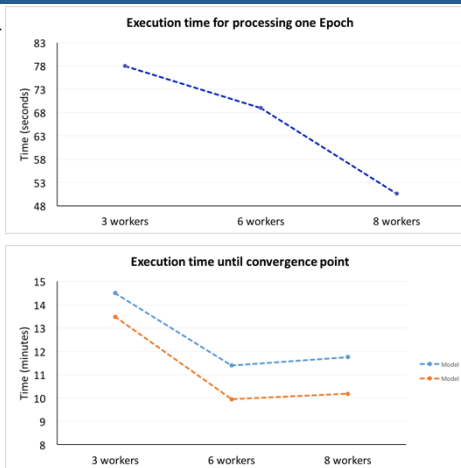 Execution time for processing one Epoch
83
78
73
68
63
58
53
48
Time (seconds)
3 workers 6 workers 8 workers
Execution time until convergence point
15
14
13
12
11
10
9
8
Time (minutes)
3 workers 6 workers 8 workers
Model
Model